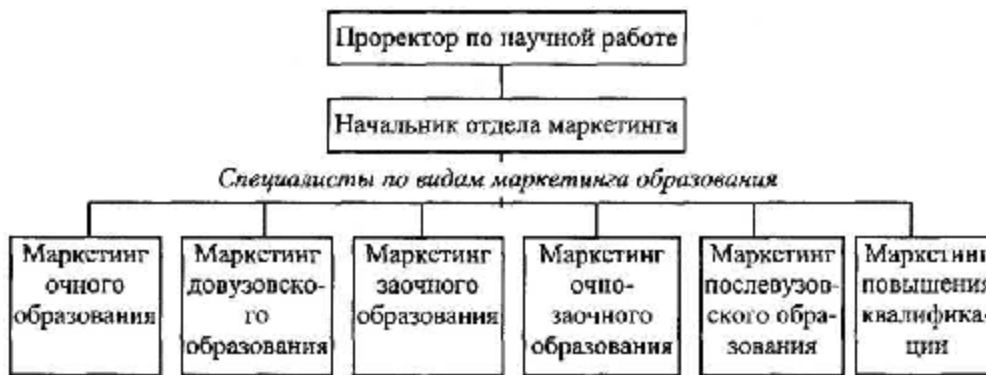 Проректор по научной работе
Начальник отдела маркетинга
Специалисты по видам маркетинга образования
Маркетинг
очного
образования
Маркетинг
довузовско-
го
образования
Маркетинг
заочного
образования
Маркетинг
очно-
заочного
образования
Маркетинг
послевузов-
ского обра-
зования
Маркетинг
повышения
квалифика-
ции